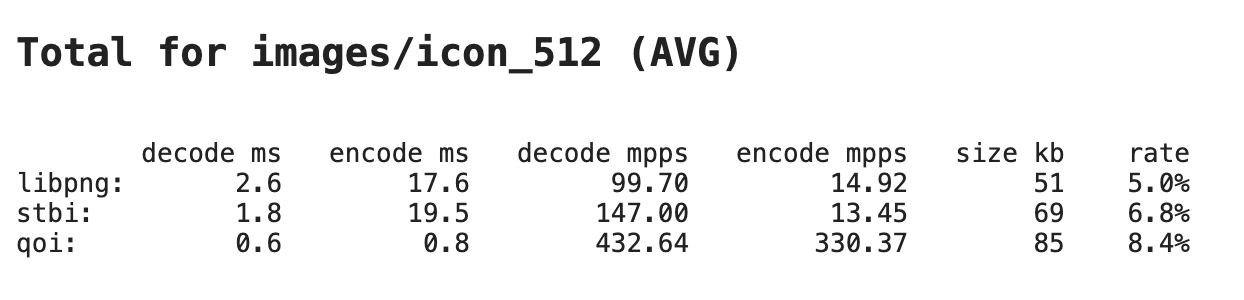 Total for images/icon_512 (AVG)
decode ms encode ms decode mpps encode mpps size kb rate
libpng: 2.6 17.6 99.70 14.92 51 5.0%
stbi: 1.8 19.5 147.00 13.45 69 6.8%
qoi: 0.6 0.8 432.64 330.37 85 8.4%